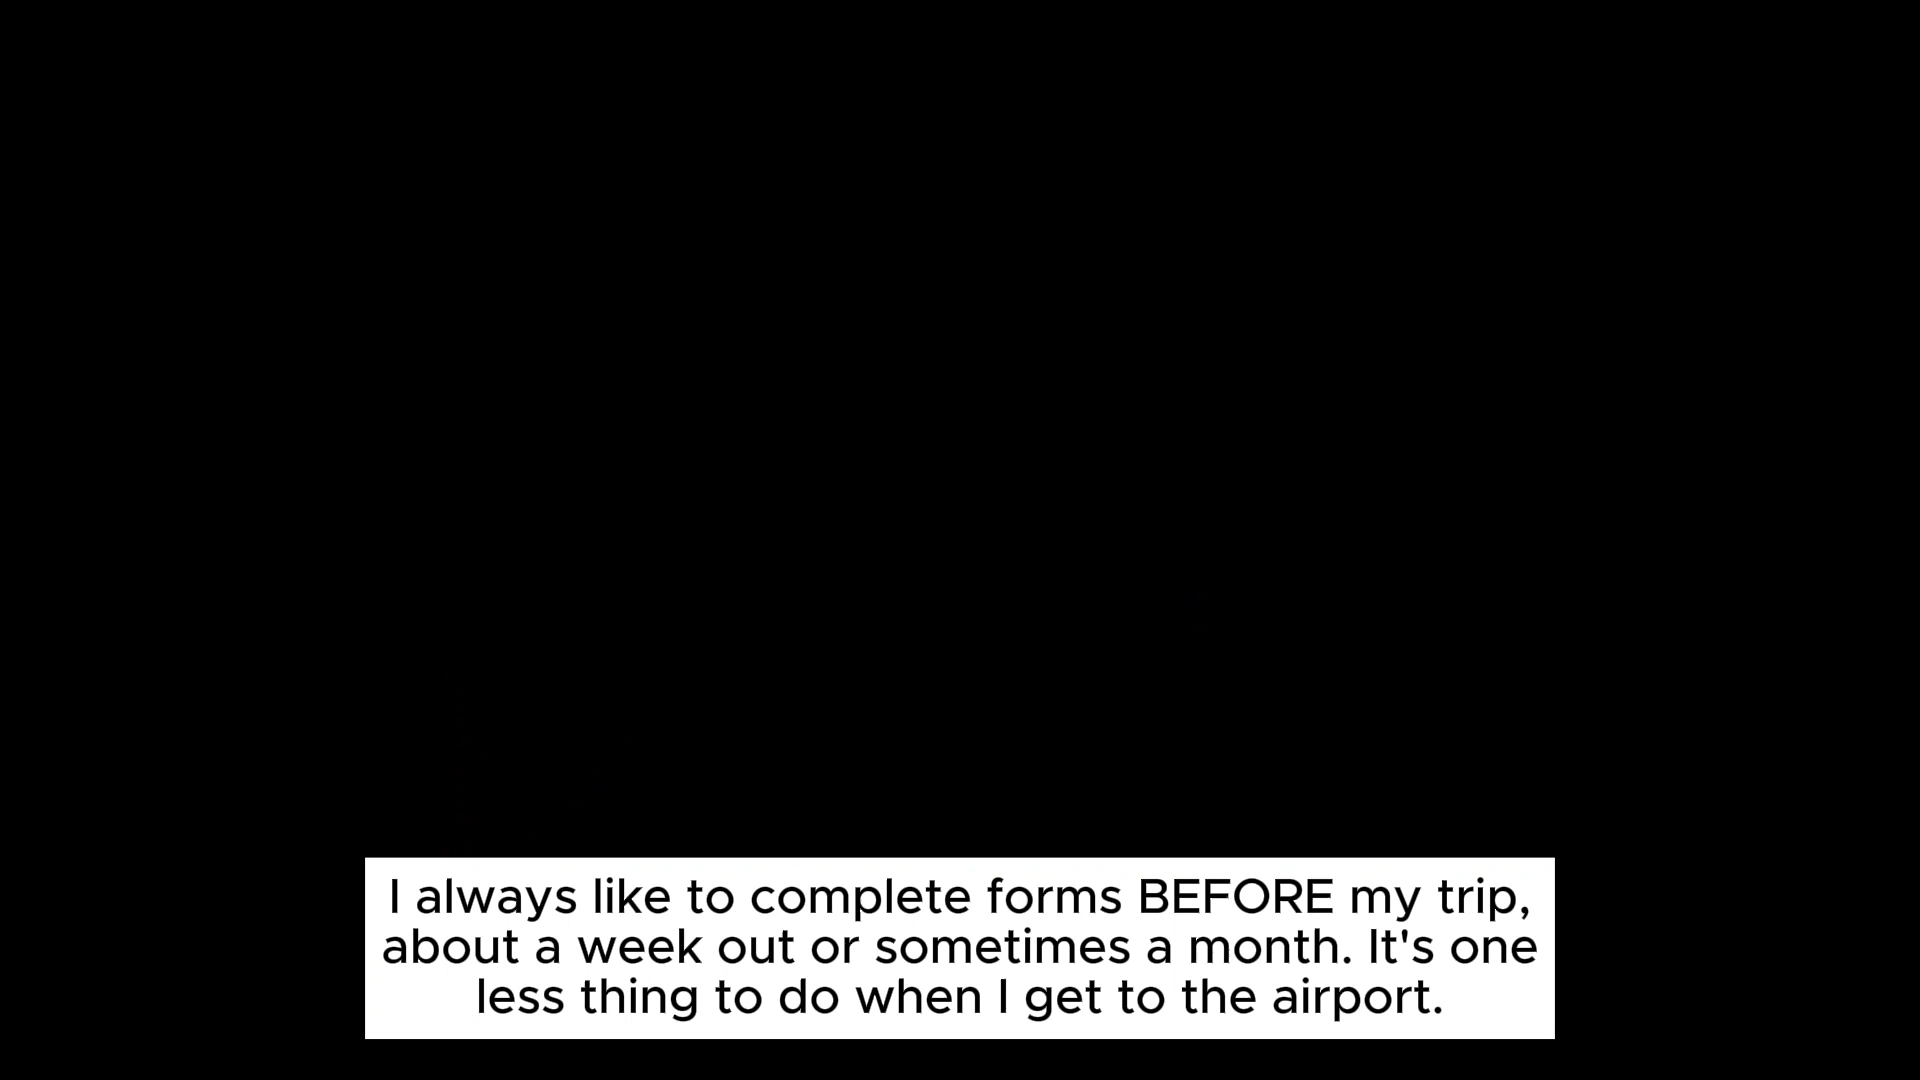 I always like to complete forms BEFORE my trip,
about a week out or sometimes a month. It's one
less thing to do when I get to the airport.